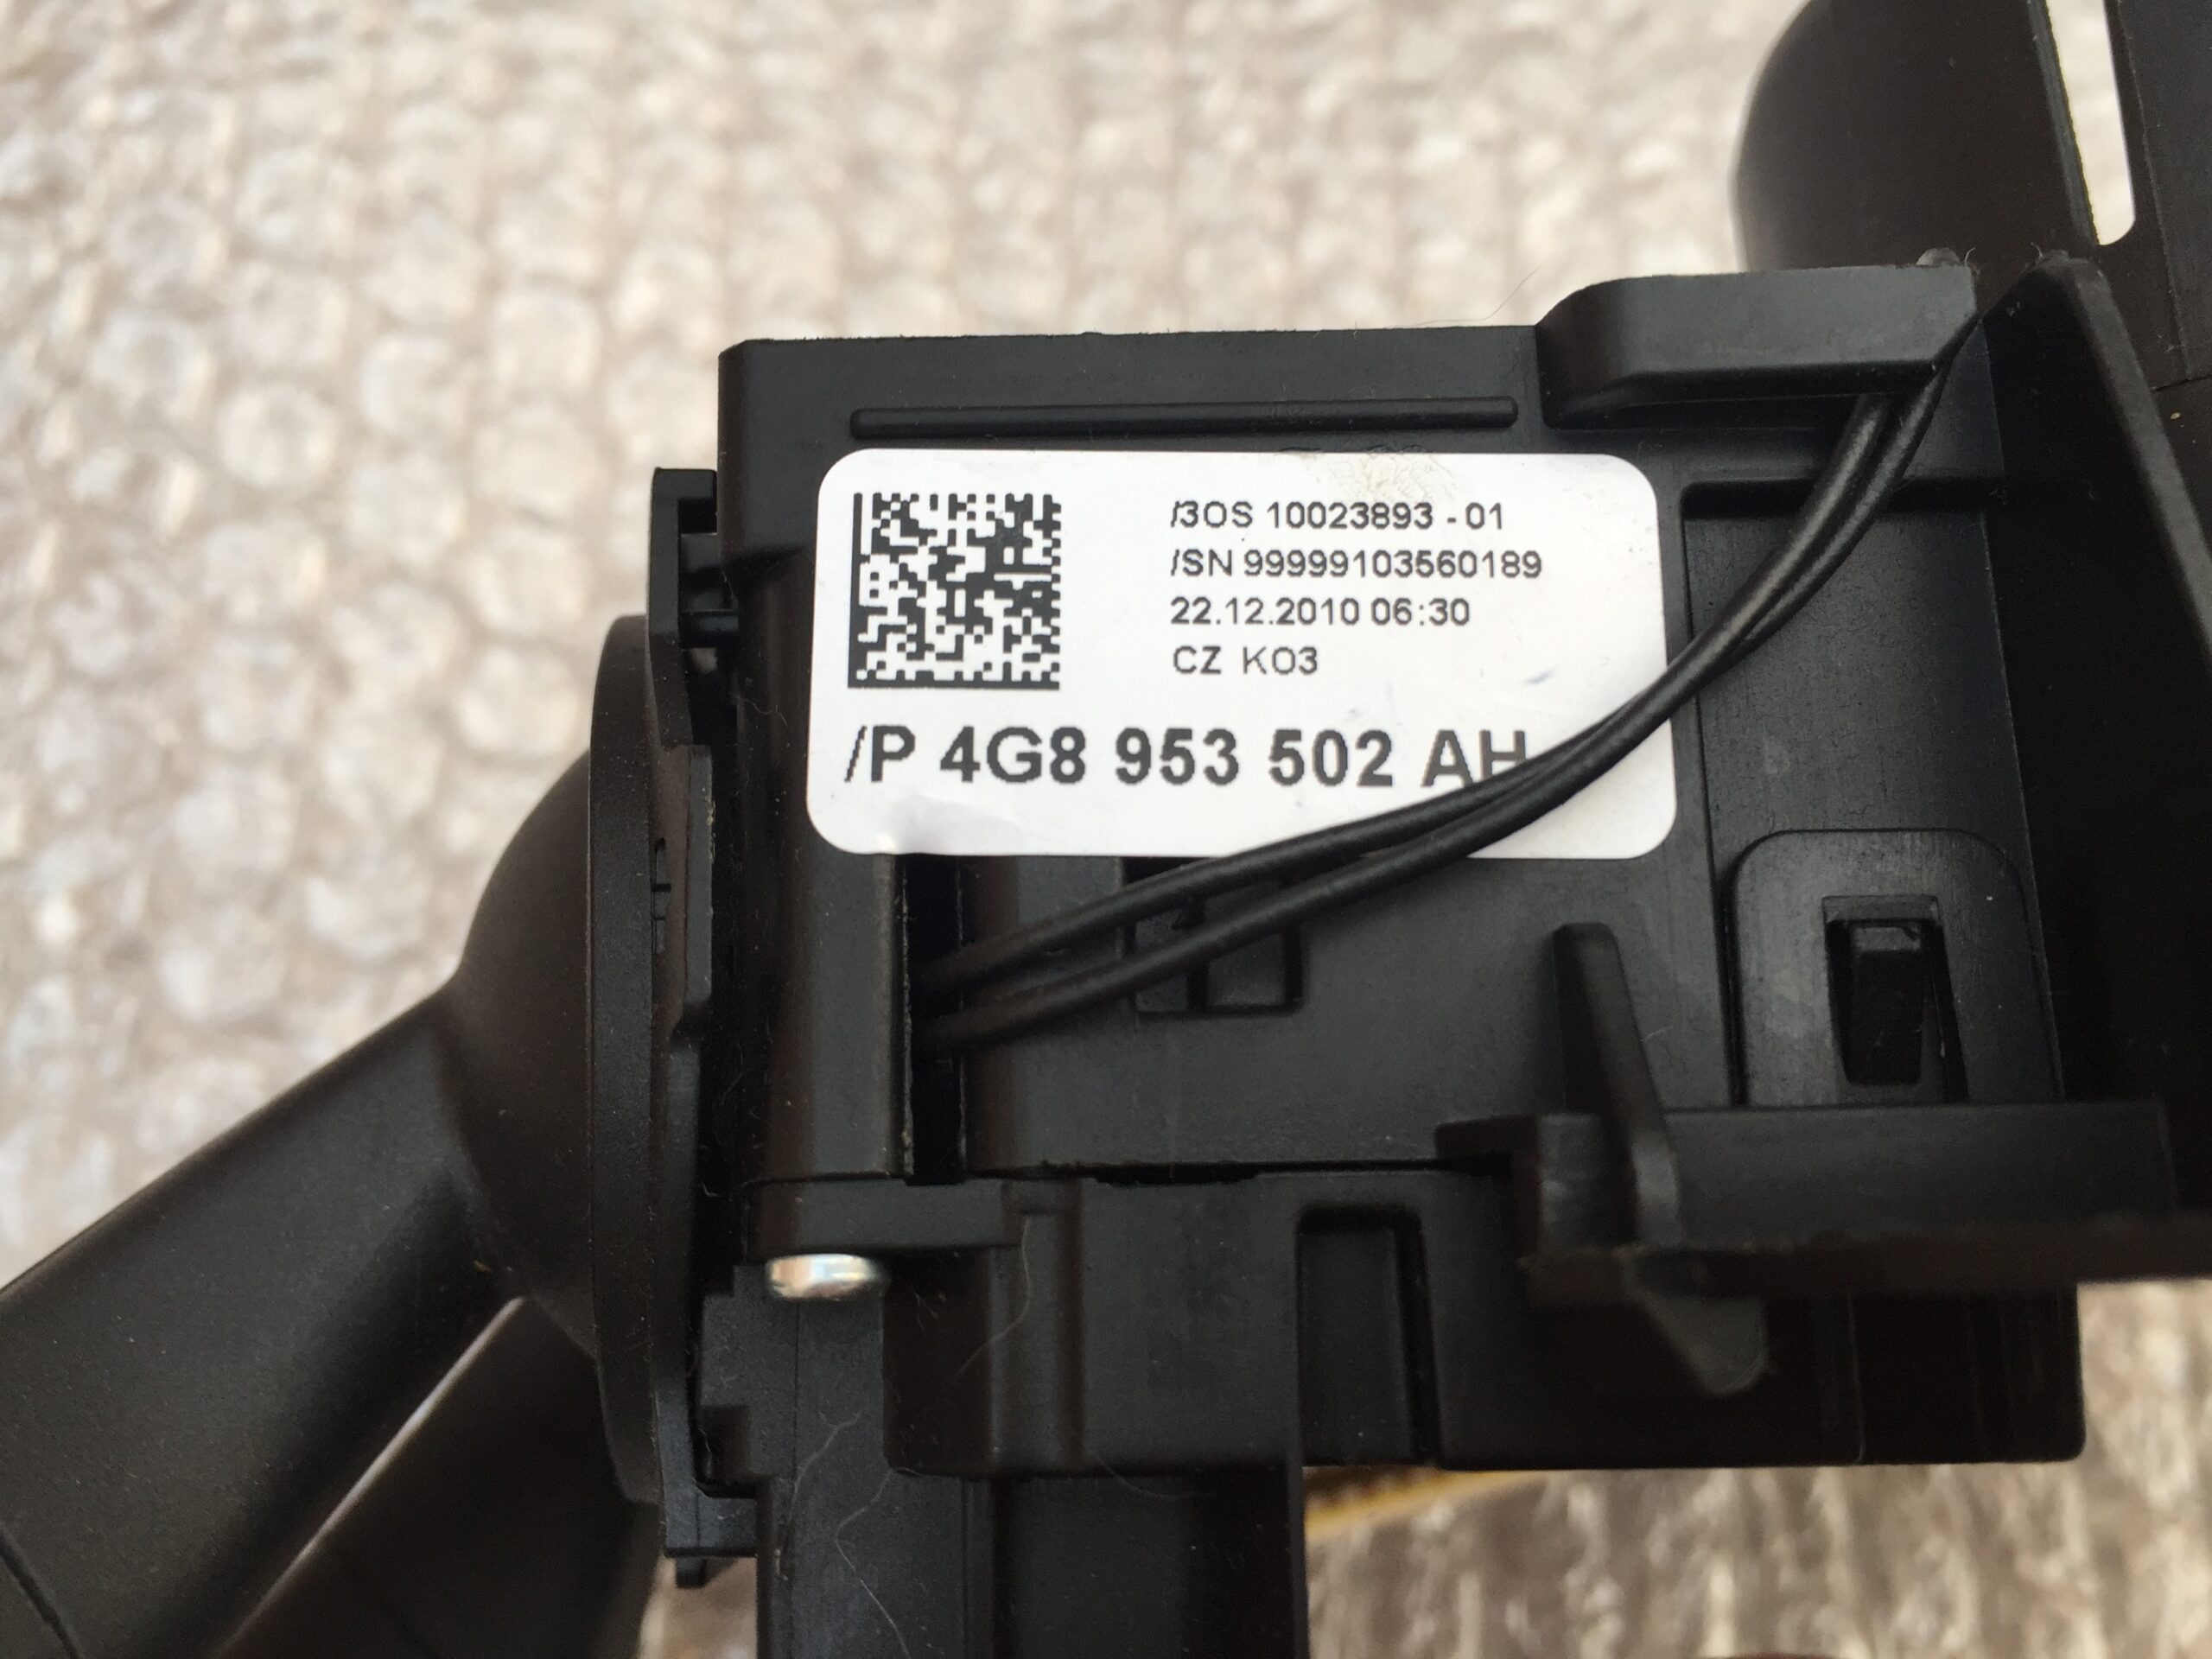 /3OS 10023893 - 01
/SN 99999103560189
22.12.2010 06:30
CZ KO3
/P 4G8 953 502 AH